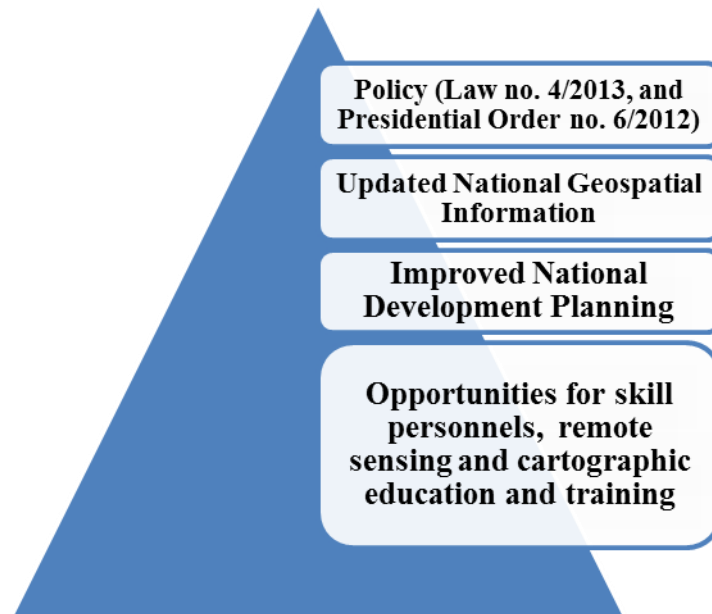 Policy (Law no. 4/2013, and
Presidential Order no. 6/2012)
Updated National Geospatial
Information
Improved National
Development Planning
Opportunities for skill
personnels, remote
sensing and cartographic
education and training